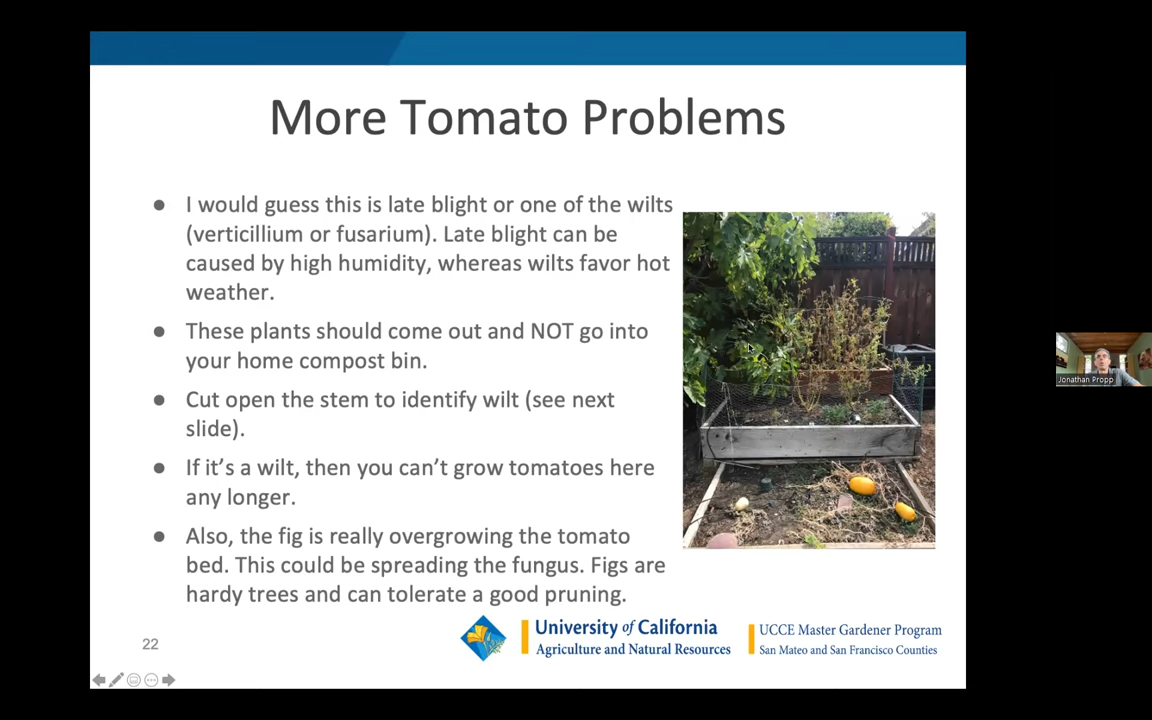 More Tomato Problems
● I would guess this is late blight or one of the wilts
(verticillium or fusarium). Late blight can be
caused by high humidity, whereas wilts favor hot
weather.
● These plants should come out and NOT go into
your home compost bin.
● Cut open the stem to identify wilt (see next
slide).
● If it’s a wilt, then you can’t grow tomatoes here
any longer.
● Also, the fig is really overgrowing the tomato
bed. This could be spreading the fungus. Figs are
hardy trees and can tolerate a good pruning.
22
University of California
Agriculture and Natural Resources
UCCE Master Gardener Program
San Mateo and San Francisco Counties
Jonathan Propp